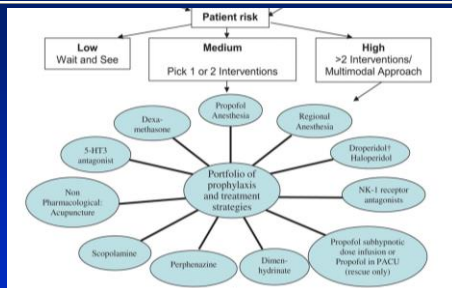 Patient risk
Low
Wait and See
Medium
Pick 1 or 2 Interventions
High
>2 Interventions/
Multimodal Approach
Propofol
Anesthesia
Dexa-
methasone
Regional
Anesthesia
5-HT3
antagonist
Droperidol†
Haloperidol
Portfolio of
prophylaxis
and treatment
strategies
Non
Pharmacological:
Acupuncture
NK-1 receptor
antagonists
Scopolamine
Perphenazine
Dimen-
hydrinate
Propofol subhypnotic
dose infusion or
Propofol in PACU
(rescue only)